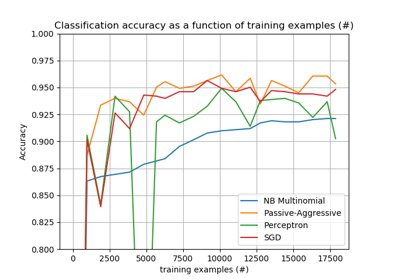 Classification accuracy as a function of training examples (#)
1.000
0.975
0.950
0.925
0.900
0.875
0.850
0.825
0.800
Accuracy
NB Multinomial
Passive-Aggressive
Perceptron
SGD
0 2500 5000 7500 10000 12500 15000 17500
training examples (#)